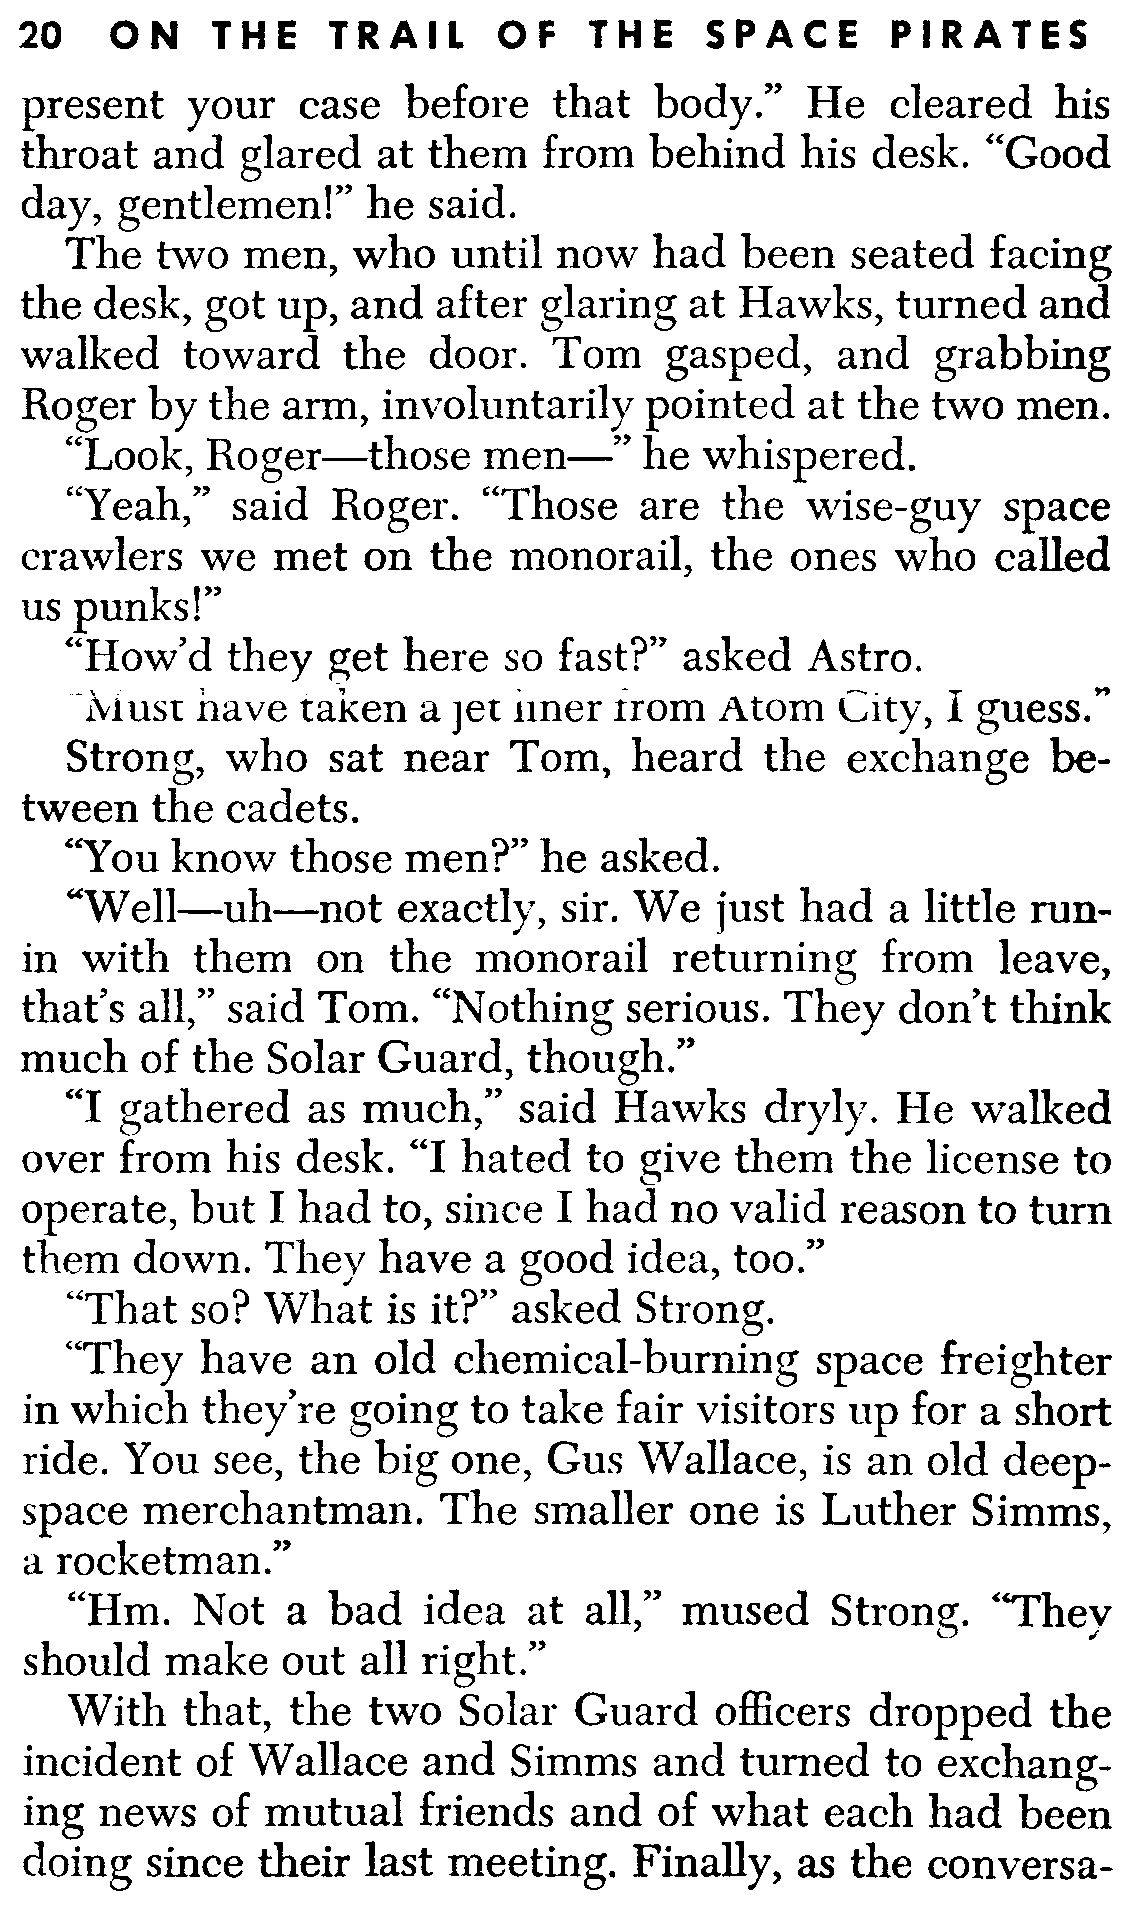 20 ON THE TRAIL OF THE SPACE PIRATES
present your case before that body.” He cleared his
throat and glared at them from behind his desk. “Good
day, gentlemen!” he said.
The two men, who until now had been seated facing
the desk, got up, and after glaring at Hawks, turned and
walked toward the door. Tom gasped, and grabbing
Roger by the arm, involuntarily pointed at the two men.
“Look, Roger—those men—” he whispered.
“Yeah,” said Roger. “Those are the wise-guy space
crawlers we met on the monorail, the ones who called
us punks!”
“How’d they get here so fast?” asked Astro.
“Must have taken a jet liner from Atom City, I guess.”
Strong, who sat near Tom, heard the exchange be-
tween the cadets.
“You know those men?” he asked.
“Well—uh—not exactly, sir. We just had a little run-
in with them on the monorail returning from leave,
that’s all,” said Tom. “Nothing serious. They don’t think
much of the Solar Guard, though.”
“I gathered as much,” said Hawks dryly. He walked
over from his desk. “I hated to give them the license to
operate, but I had to, since I had no valid reason to turn
them down. They have a good idea, too.”
“That so? What is it?” asked Strong.
“They have an old chemical-burning space freighter
in which they’re going to take fair visitors up for a short
ride. You see, the big one, Gus Wallace, is an old deep-
space merchantman. The smaller one is Luther Simms,
a rocketman.”
“Hm. Not a bad idea at all,” mused Strong. “They
should make out all right.”
With that, the two Solar Guard officers dropped the
incident of Wallace and Simms and turned to exchang-
ing news of mutual friends and of what each had been
doing since their last meeting. Finally, as the conversa-